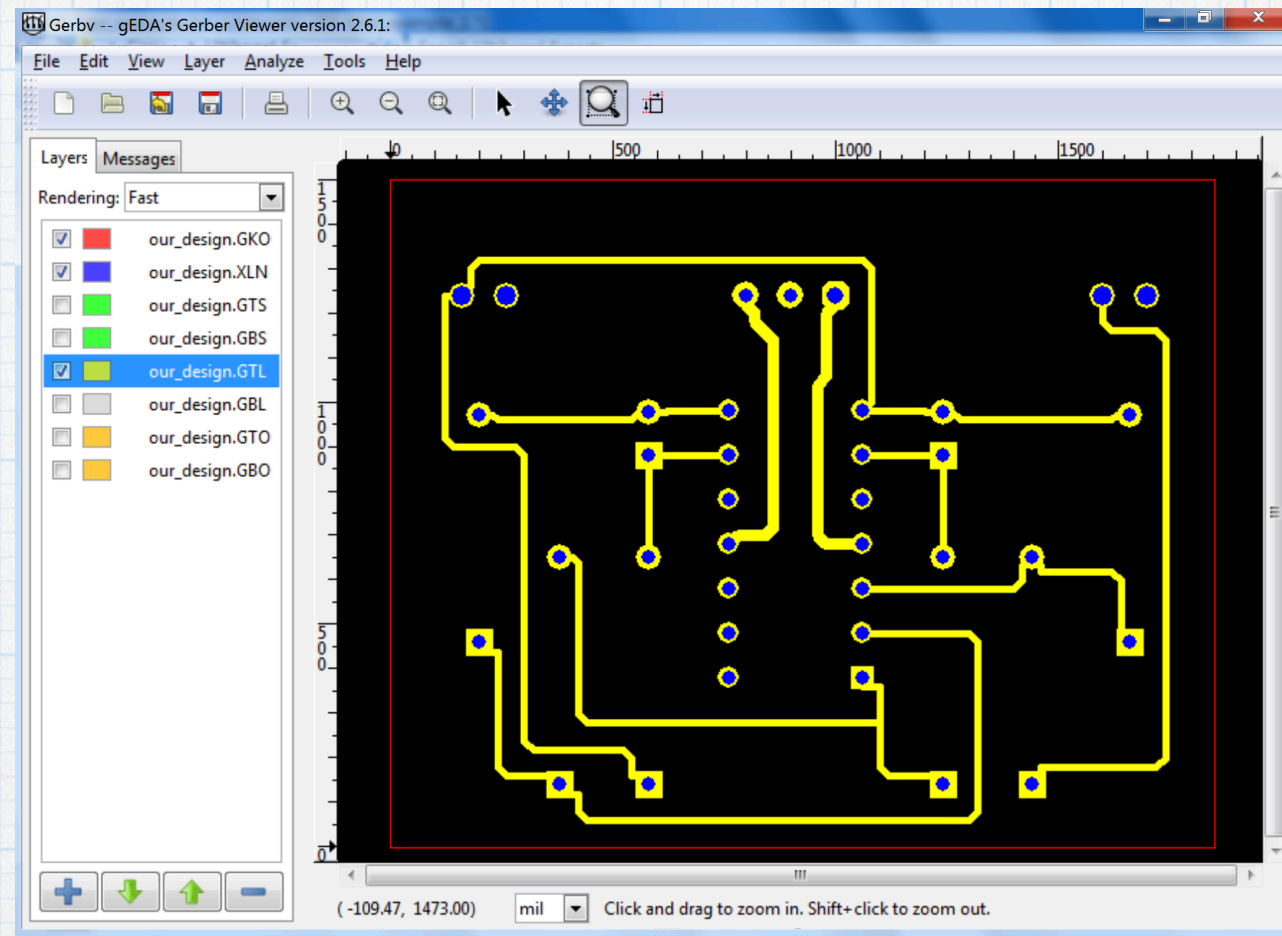 Gerbv -- gEDA's Gerber Viewer version 2.6.1:
File Edit View Layer Analyze Tools Help
Layers Messages
0 500 1000 1500
Rendering: Fast
1500
our_design.GKO
our_design.XLN
our_design.GTS
our_design.GBS
our_design.GTL
our_design.GBL
1000
our_design.GTO
our_design.GBO
500
0
( -109.47, 1473.00) mil Click and drag to zoom in. Shift+click to zoom out.